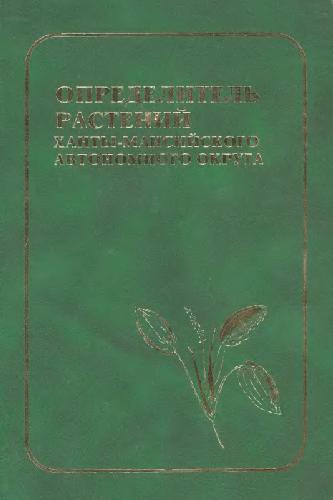 ОПРЕДЕЛИТЕЛЬ
РАСТЕНИЙ
ХАНТЫ-МАНСИЙСКОГО
АВТОНОМНОГО ОКРУГА